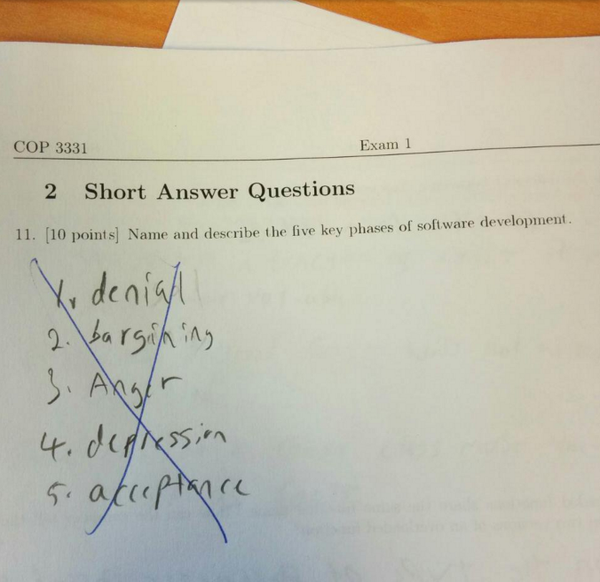 COP 3331 Exam 1
2 Short Answer Questions
11. [10 points] Name and describe the five key phases of software development.
1. denial
2. bargining
3. Anger
4. depression
5. acceptance